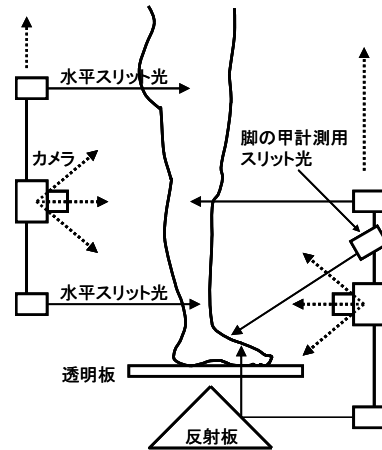 水平スリット光
カメラ
脚の甲計測用
スリット光
水平スリット光
透明板
反射板